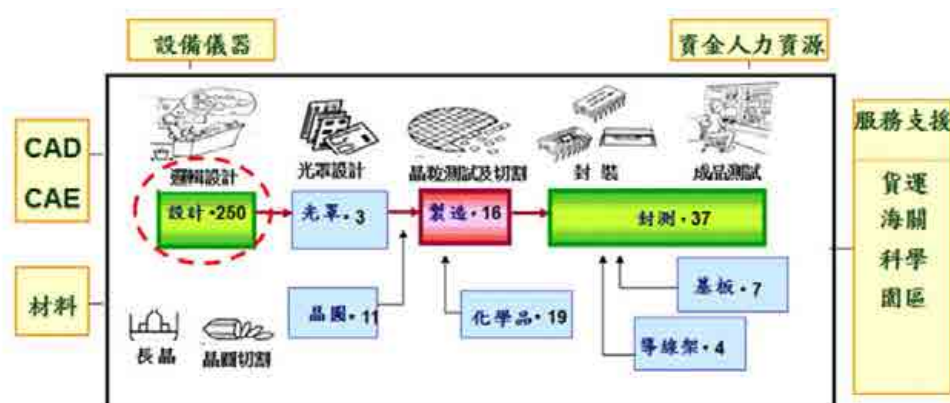 設備儀器
資金人力資源
CAD
CAE
材料
服務支援
貨運
海關
科學
園區
邏輯設計
光罩設計
晶粒測試及切割
封裝
成品測試
設計·250
光罩·3
製造·16
封測·37
晶圓·11
化學品·19
基板·7
導線架·4
長晶
晶圓切割